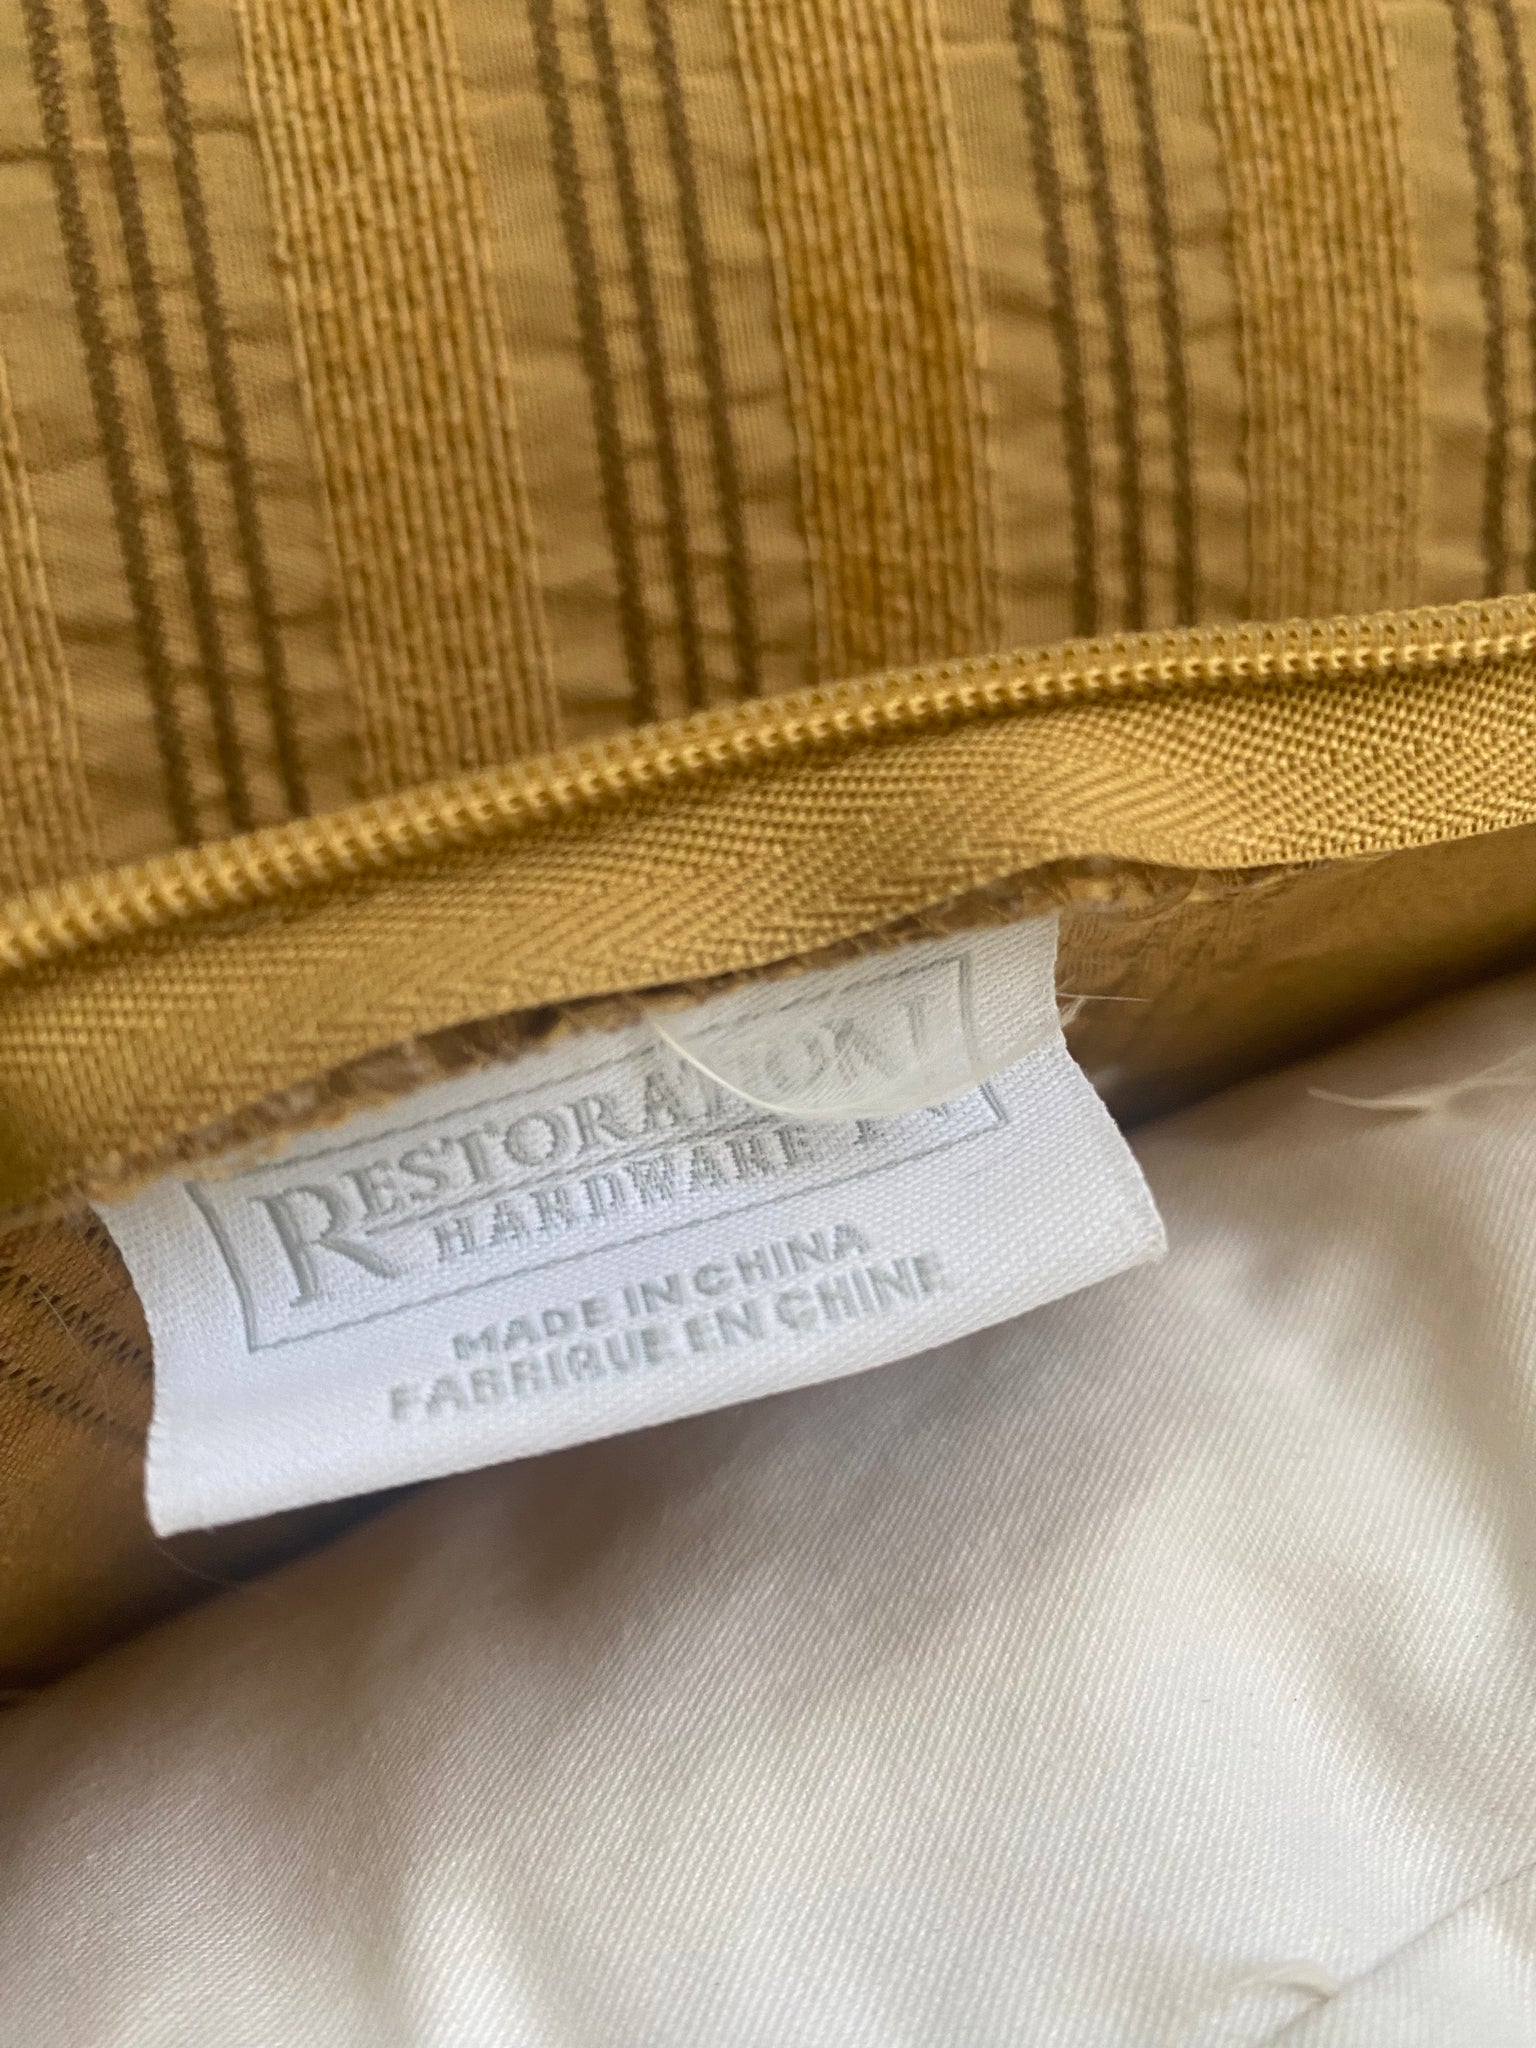 RESTORATION
HARDWARE
MADE IN CHINA
FABRIQUE EN CHINE